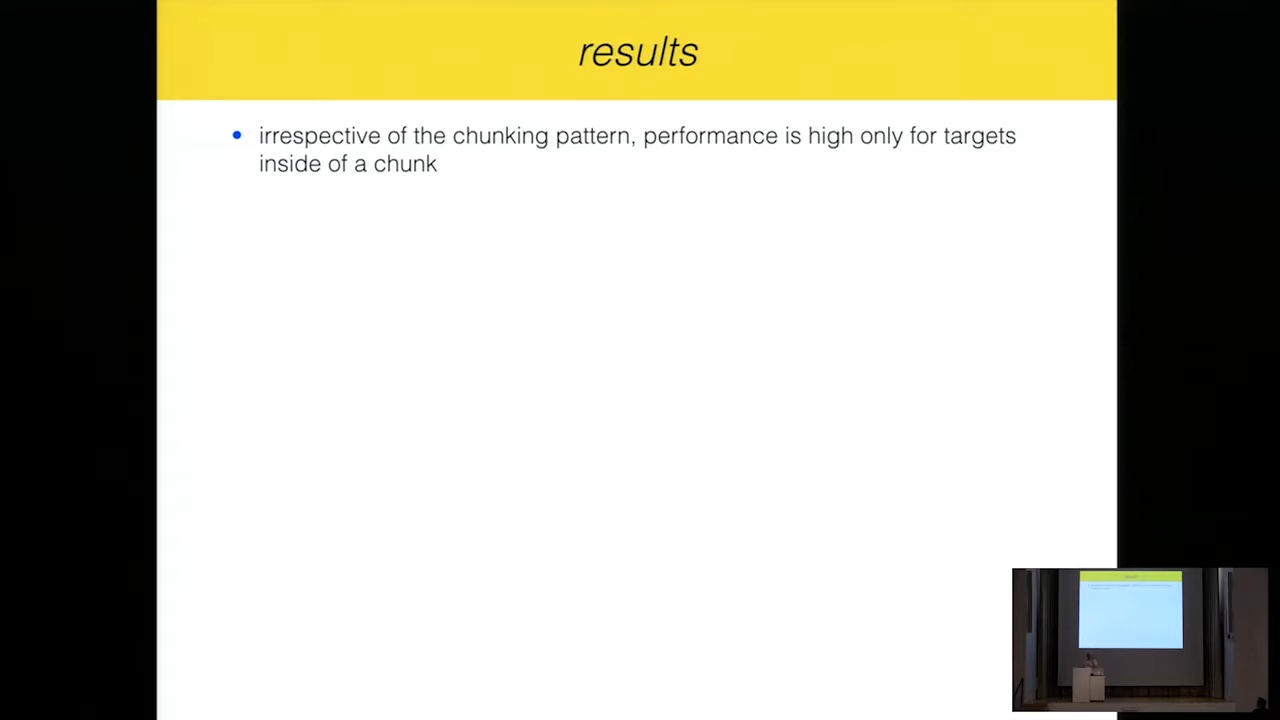 results
irrespective of the chunking pattern, performance is high only for targets
inside of a chunk